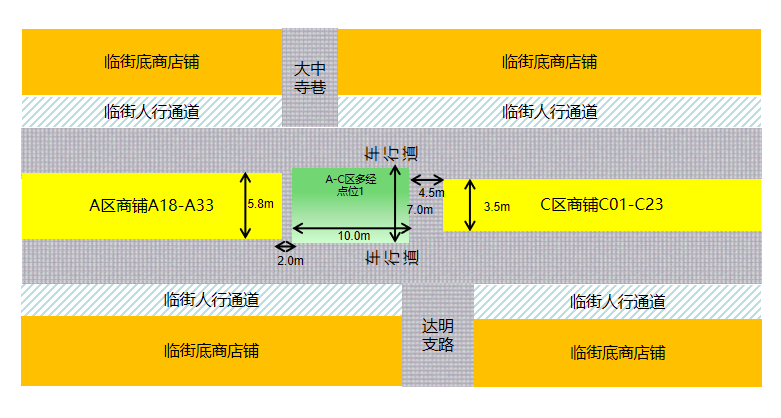 临街底商店铺
大中
寺巷
临街底商店铺
临街人行通道
临街人行通道
车行道
A-C区多经
点位1
4.5m
A区商铺A18-A33
5.8m
7.0m
3.5m
C区商铺C01-C23
10.0m
2.0m
车行道
临街人行通道
临街人行通道
达明
支路
临街底商店铺
临街底商店铺